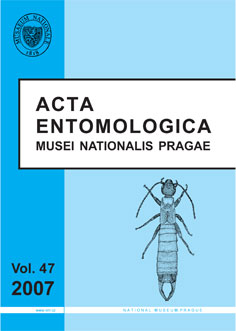 ACTA
ENTOMOLOGICA
MUSEI NATIONALIS PRAGAE
Vol. 47
2007
NATIONAL MUSEUM PRAGUE